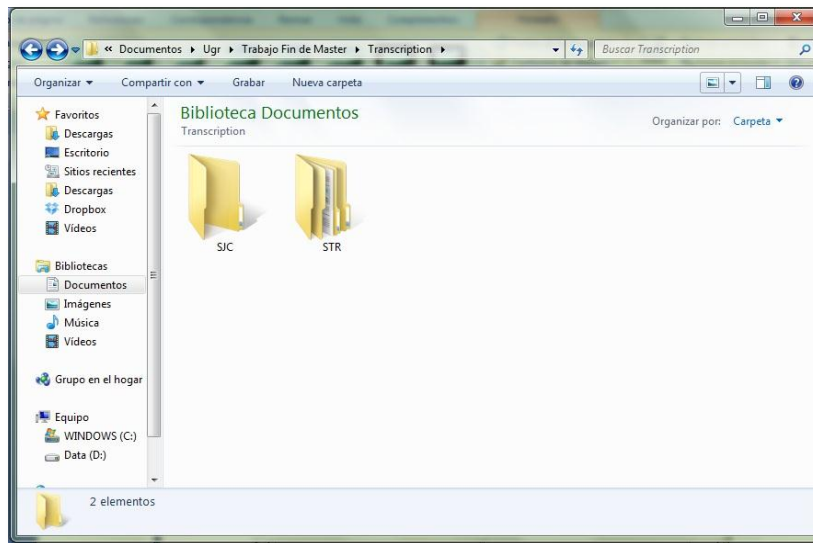 « Documentos ▸ Ugr ▸ Trabajo Fin de Master ▸ Transcription ▸
Buscar Transcription
Organizar ▾ Compartir con ▾ Grabar Nueva carpeta
Favoritos
Descargas
Escritorio
Sitios recientes
Descargas
Dropbox
Vídeos
Bibliotecas
Documentos
Imágenes
Música
Vídeos
Grupo en el hogar
Equipo
WINDOWS (C:)
Data (D:)
Biblioteca Documentos
Transcription
Organizar por: Carpeta ▾
SJC STR
2 elementos